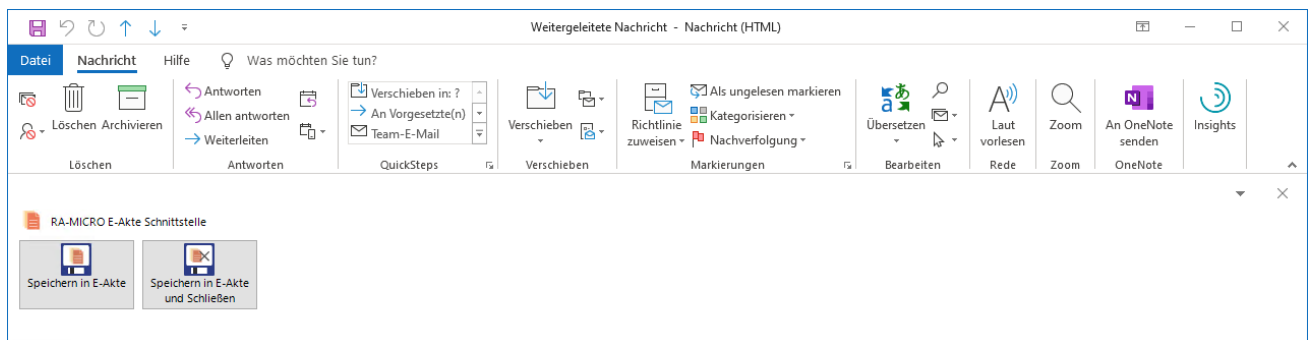 Weitergeleitete Nachricht - Nachricht (HTML)
Datei Nachricht Hilfe Was möchten Sie tun?
Löschen Archivieren
Löschen
Antworten
Allen antworten
Weiterleiten
Antworten
Verschieben in: ?
An Vorgesetzte(n)
Team-E-Mail
QuickSteps
Verschieben
Verschieben
Richtlinie
zuweisen
Als ungelesen markieren
Kategorisieren
Nachverfolgung
Markierungen
Übersetzen
Bearbeiten
Laut
vorlesen
Rede
Zoom
Zoom
An OneNote
senden
OneNote
Insights
RA-MICRO E-Akte Schnittstelle
Speichern in E-Akte
Speichern in E-Akte
und Schließen